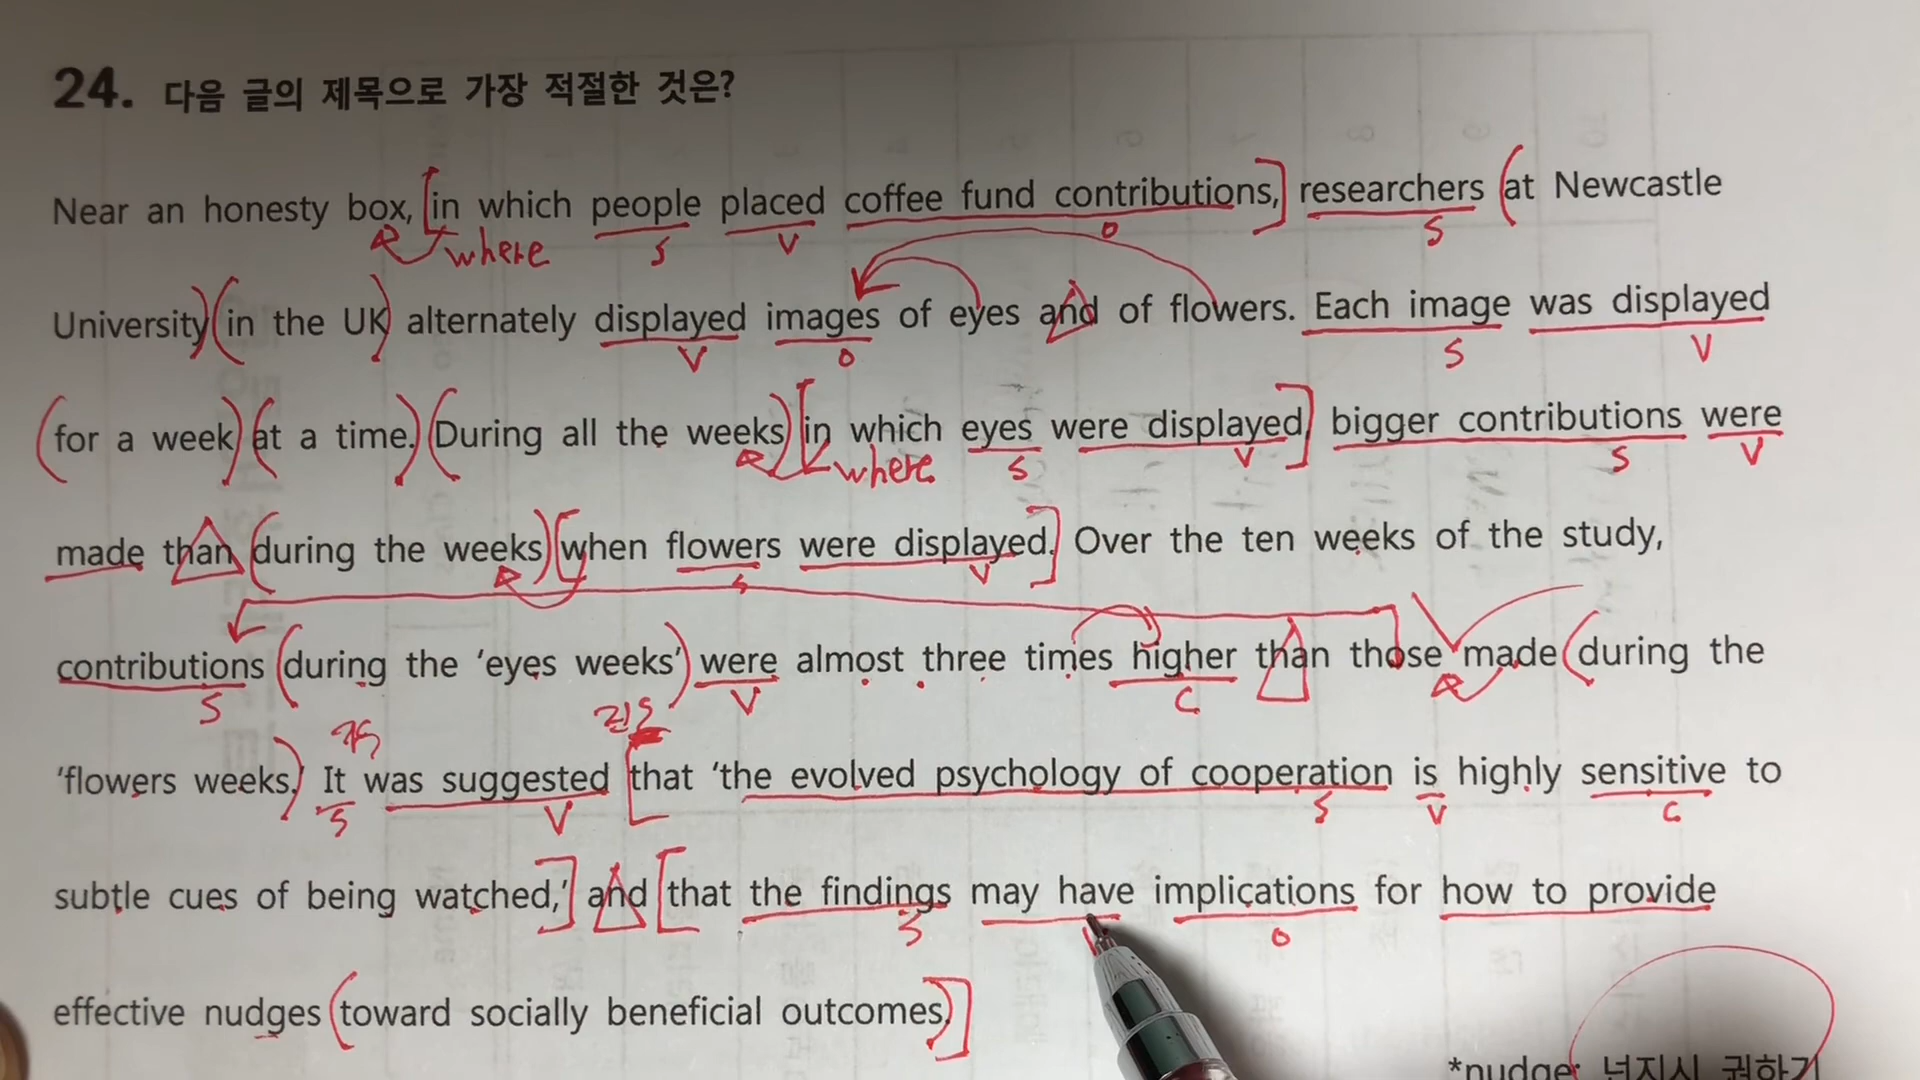 24. 다음 글의 제목으로 가장 적절한 것은?
Near an honesty box, in which people placed coffee fund contributions, researchers at Newcastle
where S V O S
University in the UK alternately displayed images of eyes and of flowers. Each image was displayed
V O S V
for a week at a time. During all the weeks in which eyes were displayed, bigger contributions were
where S V S V
made than during the weeks when flowers were displayed. Over the ten weeks of the study,
S V
contributions during the 'eyes weeks' were almost three times higher than those made during the
S V C
진S
'flowers weeks.' It was suggested that 'the evolved psychology of cooperation is highly sensitive to
S V S V C
subtle cues of being watched,' and that the findings may have implications for how to provide
S O
effective nudges toward socially beneficial outcomes.
*nudge: 넌지시 권하기